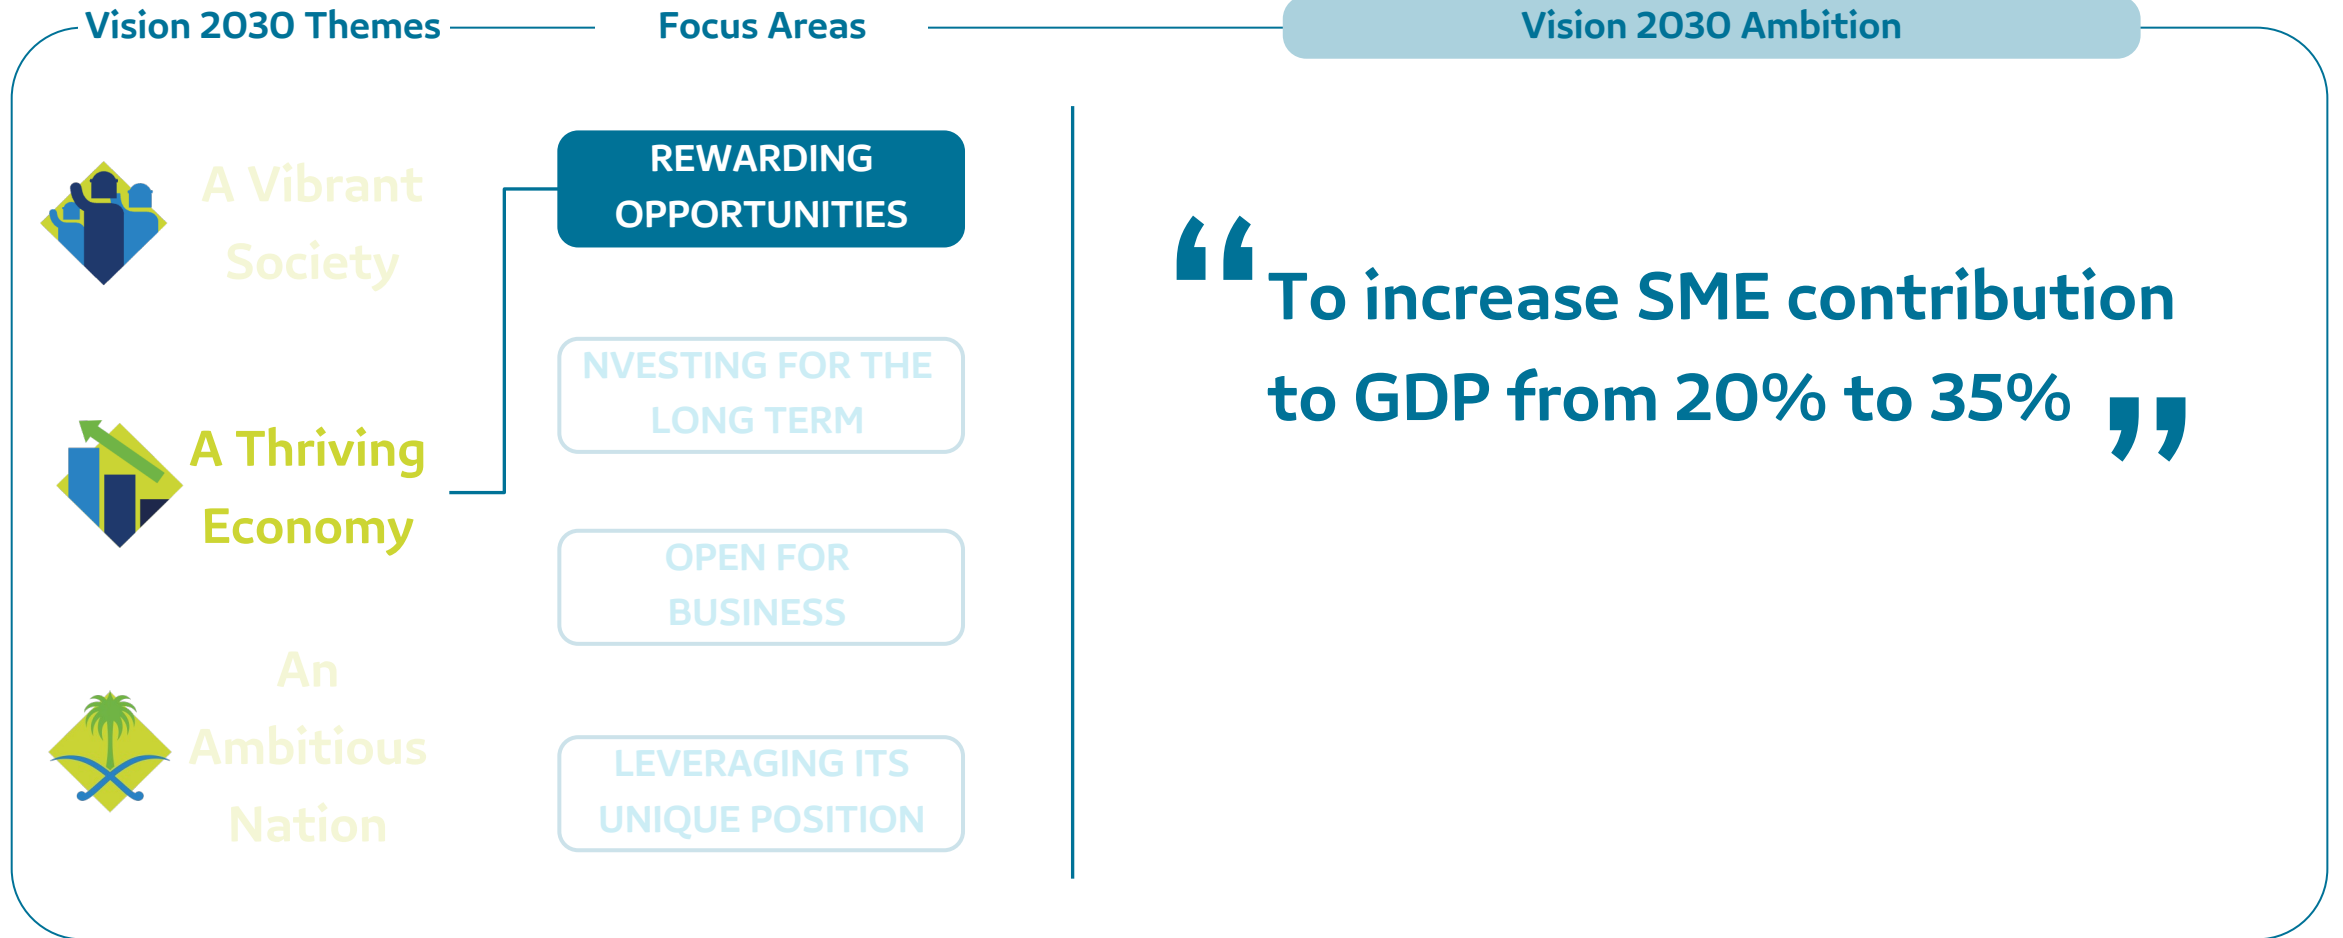 Vision 2030 Themes
Focus Areas
Vision 2030 Ambition
A Vibrant
Society
A Thriving
Economy
An
Ambitious
Nation
REWARDING
OPPORTUNITIES
NVESTING FOR THE
LONG TERM
OPEN FOR
BUSINESS
LEVERAGING ITS
UNIQUE POSITION
“To increase SME contribution
to GDP from 20% to 35%”